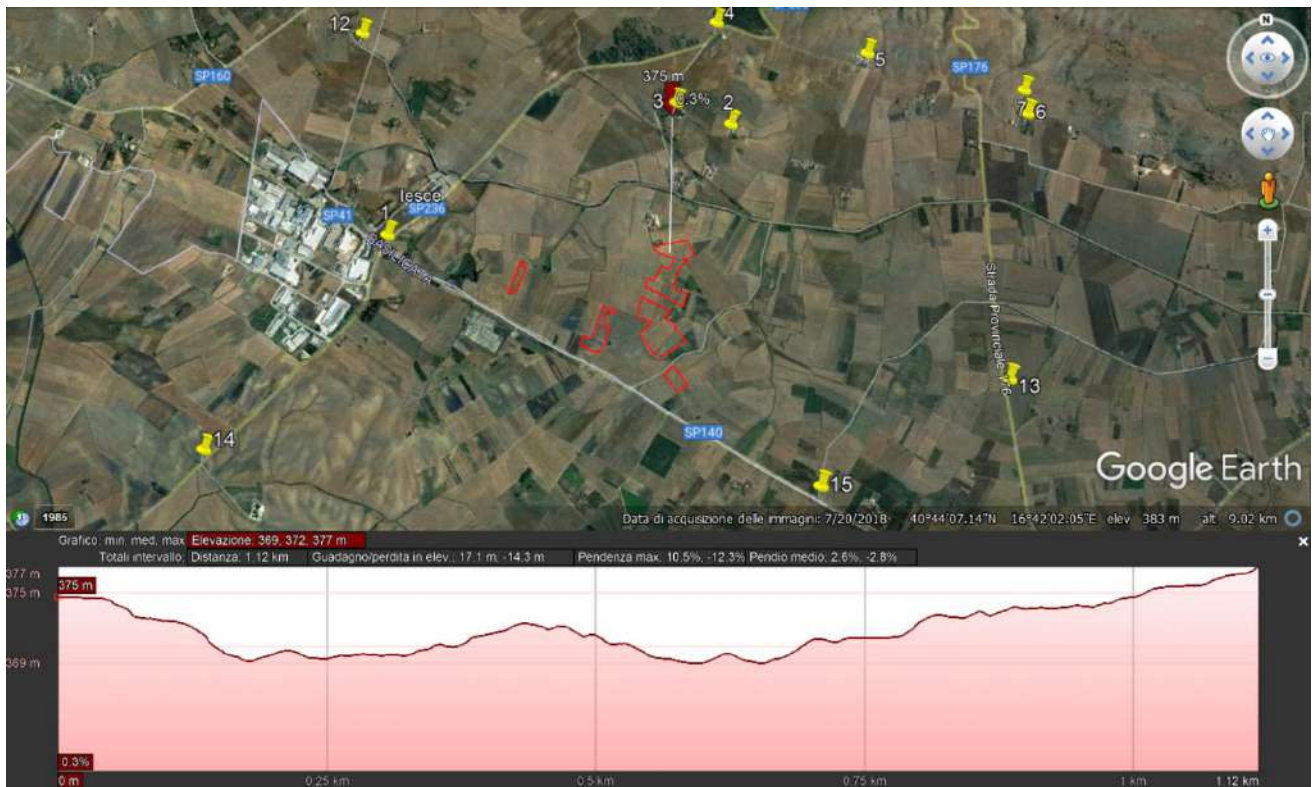 12
4
N
SP160
5
SP176
375 m
3
0.3%
2
7
6
Iesce
SP41
SP236
1
BASILICATA
Strada Provinciale 176
13
14
SP140
15
Google Earth
1985
Data di acquisizione delle immagini: 7/20/2018 40°44'07.14"N 16°42'02.05"E elev 383 m alt 9.02 km
Grafico: min, med, max Elevazione: 369, 372, 377 m
Totali intervallo: Distanza: 1.12 km Guadagno/perdita in elev.: 17.1 m, -14.3 m Pendenza max: 10.5%, -12.3% Pendio medio: 2.6%, -2.8%
377 m
375 m
375 m
369 m
0.3%
0 m 0.25 km 0.5 km 0.75 km 1 km 1.12 km